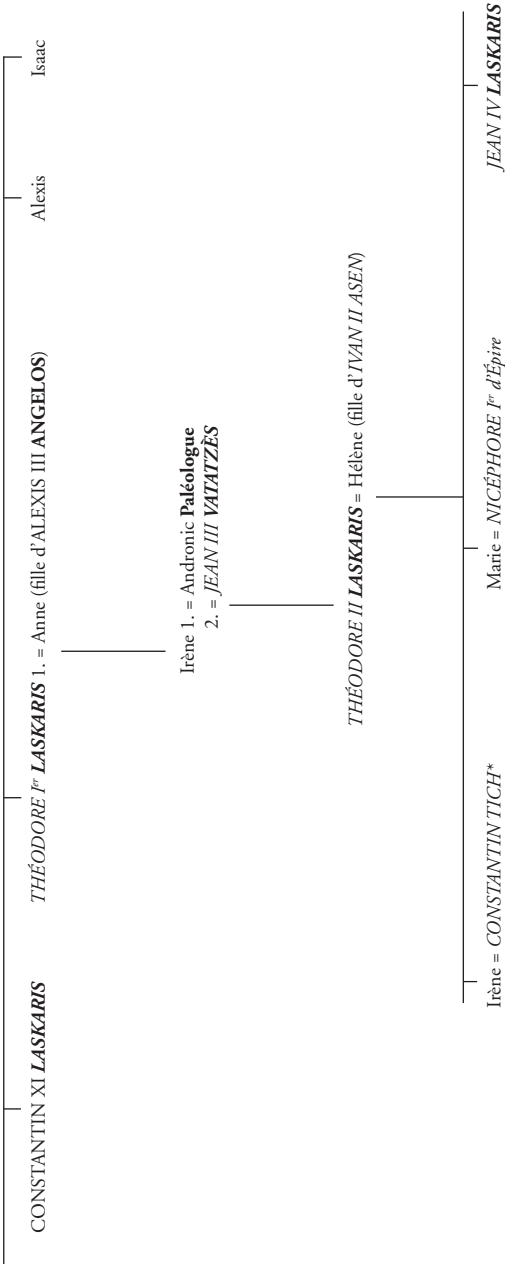 CONSTANTIN XI LASKARIS
THÉODORE Ier LASKARIS 1. = Anne (fille d'ALEXIS III ANGELOS)
Alexis
Isaac
Irène 1. = Andronic Paléologue
2. = JEAN III VATATZÈS
THÉODORE II LASKARIS = Hélène (fille d'IVAN II ASEN)
Irène = CONSTANTIN TICH*
Marie = NICÉPHORE Ier d'Épire
JEAN IV LASKARIS